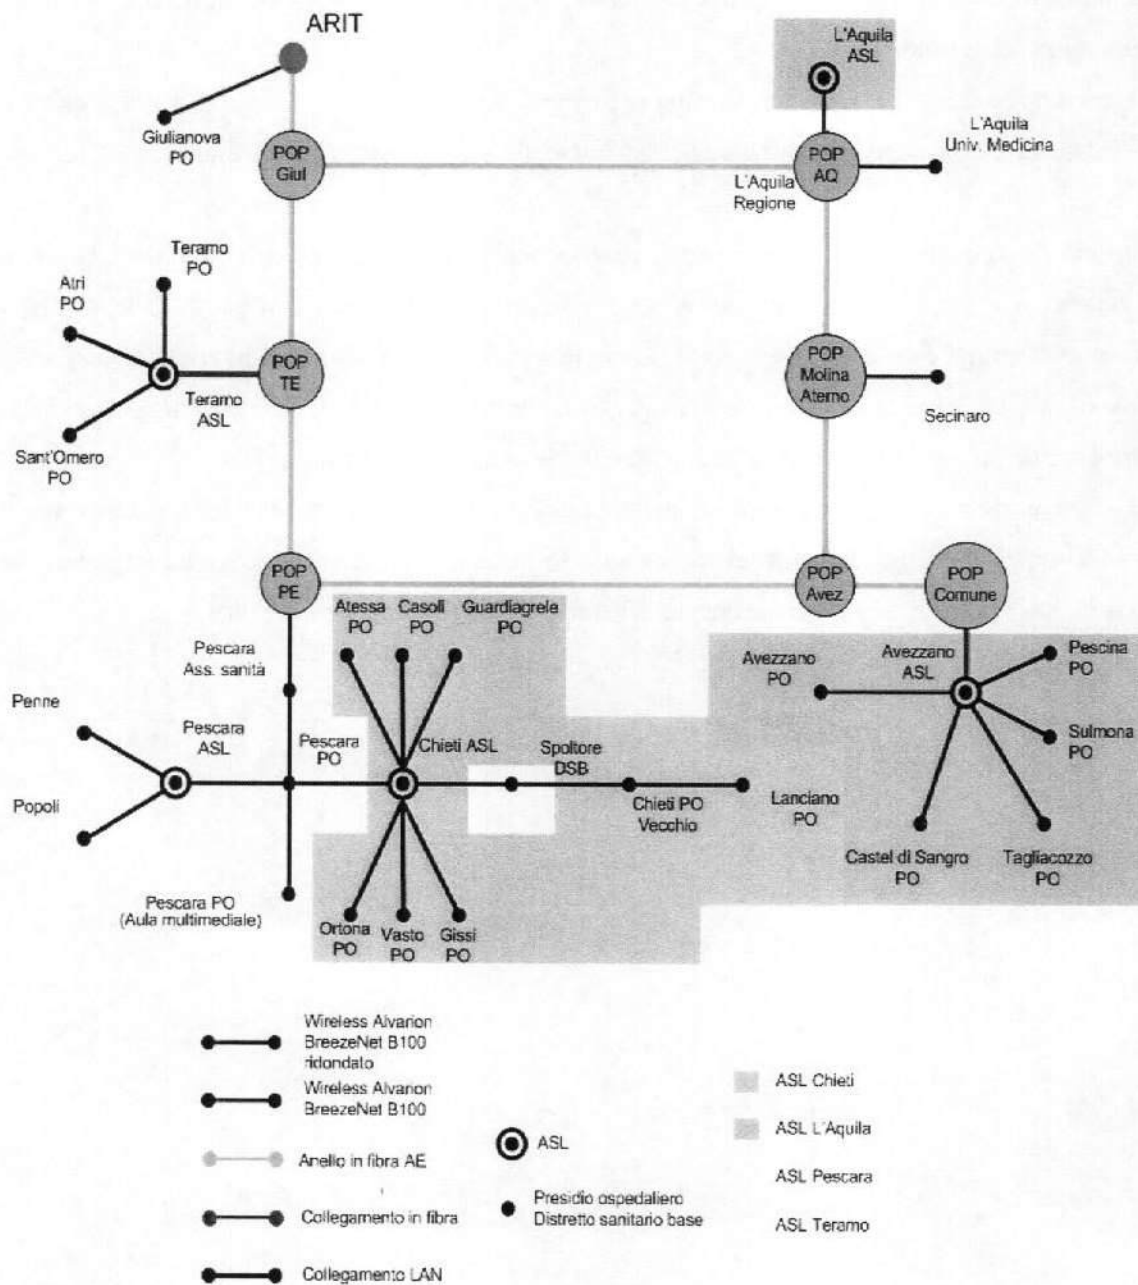 ARIT
L'Aquila
ASL
Giulianova
PO
POP
Giul
POP
AQ
L'Aquila
Univ. Medicina
L'Aquila
Regione
Teramo
PO
Atri
PO
POP
TE
Teramo
ASL
Sant'Omero
PO
POP
Molina
Aterno
Secinaro
POP
PE
POP
Avez
POP
Comune
Atessa
PO
Casoli
PO
Guardiagrele
PO
Pescara
Ass. sanità
Avezzano
PO
Avezzano
ASL
Pescina
PO
Penne
Pescara
ASL
Pescara
PO
Chieti ASL
Spoltore
DSB
Sulmona
PO
Popoli
Chieti PO
Vecchio
Lanciano
PO
Castel di Sangro
PO
Tagliacozzo
PO
Pescara PO
(Aula multimediale)
Ortona
PO
Vasto
PO
Gissi
PO
Wireless Alvarion
BreezeNet B100
ridondato
Wireless Alvarion
BreezeNet B100
Anello in fibra AE
Collegamento in fibra
Collegamento LAN
ASL
Presidio ospedaliero
Distretto sanitario base
ASL Chieti
ASL L'Aquila
ASL Pescara
ASL Teramo